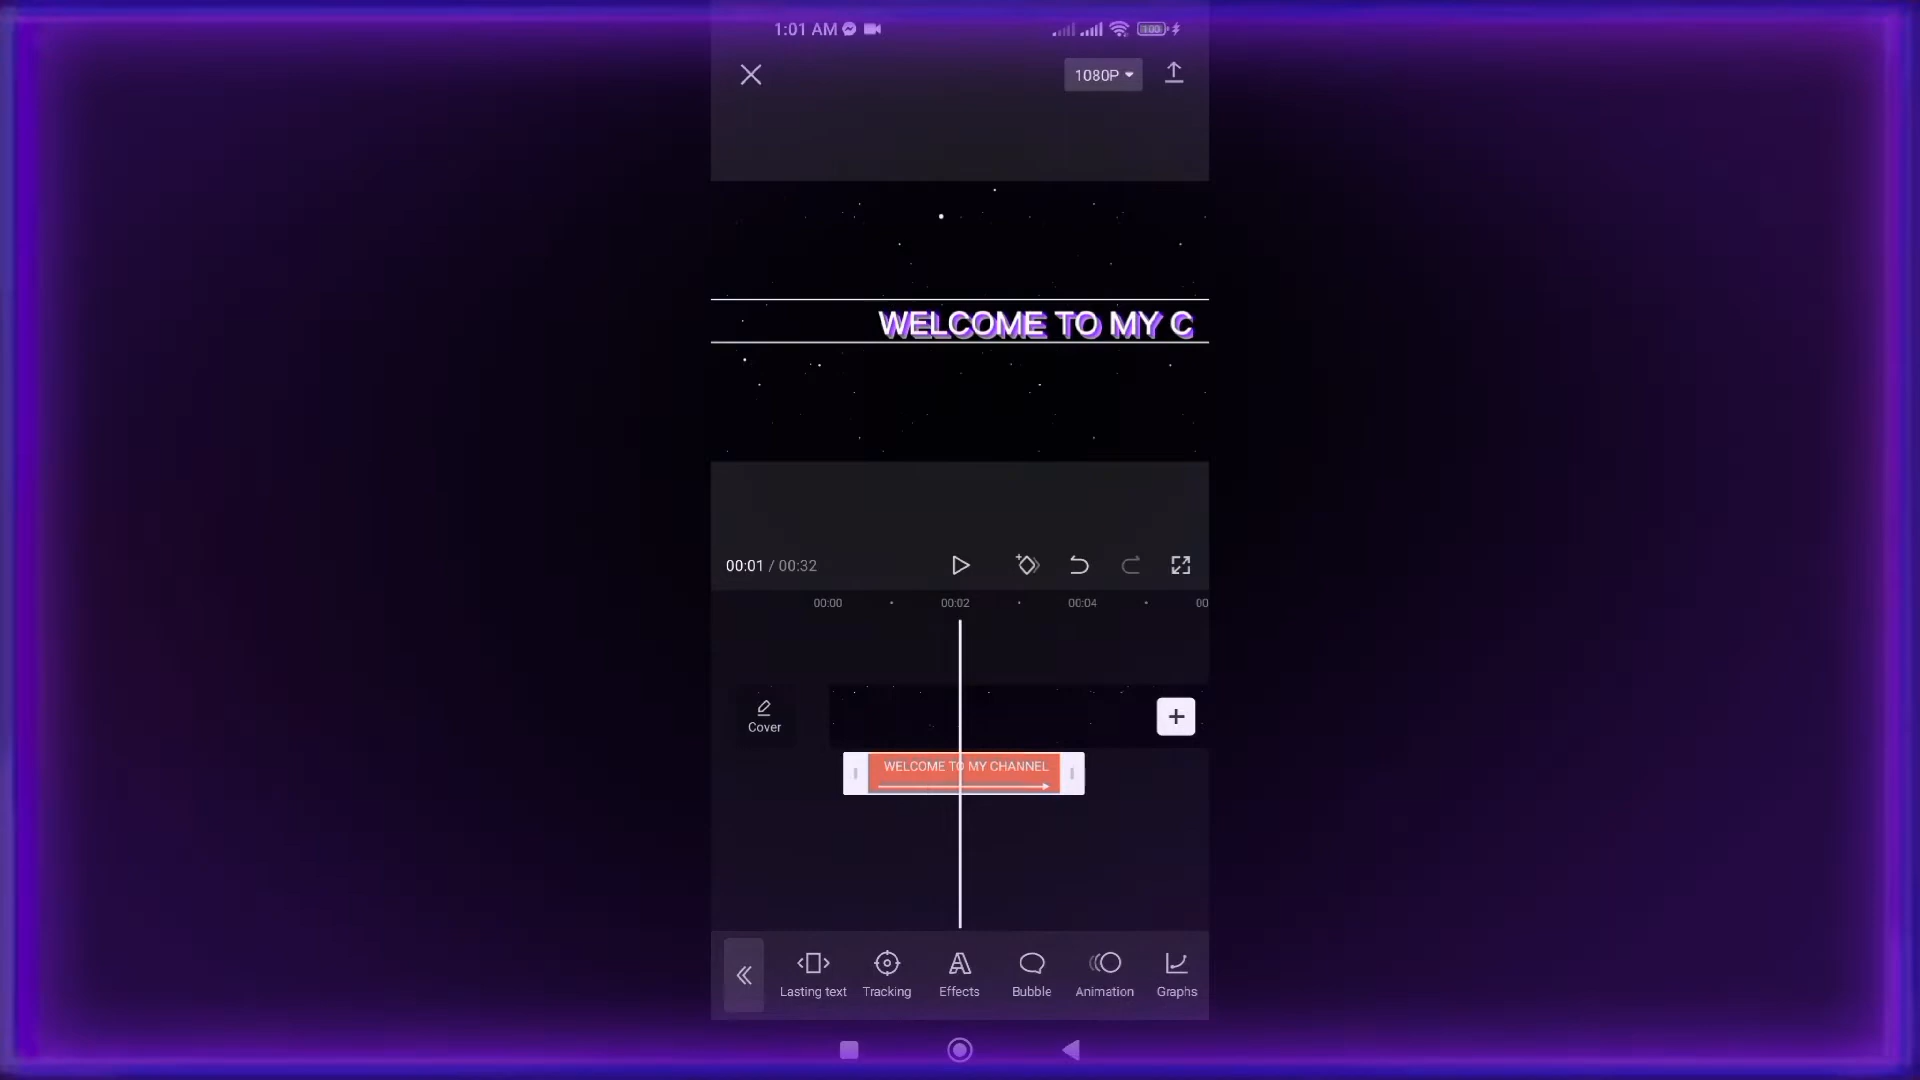 1:01 AM
100
1080P
WELCOME TO MY C
00:01 / 00:32
00:00
00:02
00:04
00
Cover
WELCOME TO MY CHANNEL
Lasting text
Tracking
Effects
Bubble
Animation
Graphs